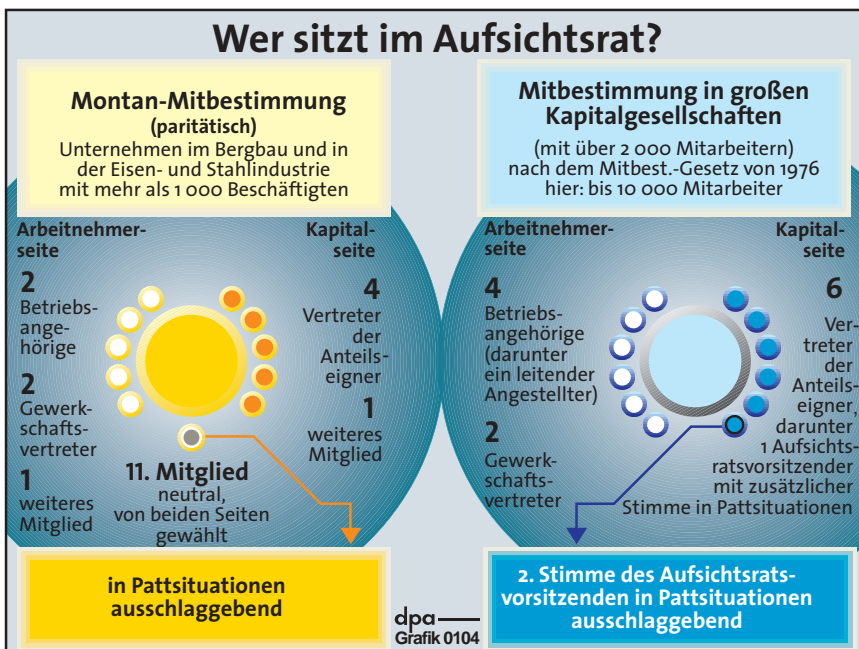 Wer sitzt im Aufsichtsrat?
Montan-Mitbestimmung
(paritätisch)
Unternehmen im Bergbau und in
der Eisen- und Stahlindustrie
mit mehr als 1 000 Beschäftigten
Arbeitnehmer-
seite
Kapital-
seite
2
Betriebs-
ange-
hörige
2
Gewerk-
schafts-
vertreter
1
weiteres
Mitglied
4
Vertreter
der
Anteils-
eigner
1
weiteres
Mitglied
11. Mitglied
neutral,
von beiden Seiten
gewählt
in Pattsituationen
ausschlaggebend
Mitbestimmung in großen
Kapitalgesellschaften
(mit über 2 000 Mitarbeitern)
nach dem Mitbest.-Gesetz von 1976
hier: bis 10 000 Mitarbeiter
Arbeitnehmer-
seite
Kapital-
seite
4
Betriebs-
angehörige
(darunter
ein leitender
Angestellter)
2
Gewerk-
schafts-
vertreter
6
Ver-
treter
der
Anteils-
eigner,
darunter
1 Aufsichts-
ratsvorsitzender
mit zusätzlicher
Stimme in Pattsituationen
2. Stimme des Aufsichtsrats-
vorsitzenden in Pattsituationen
ausschlaggebend
dpa
Grafik 0104